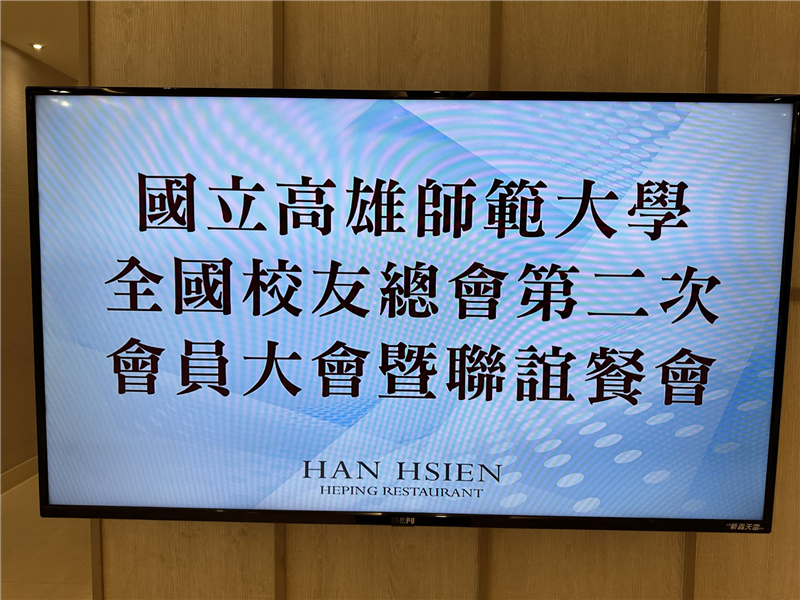 國立高雄師範大學
全國校友總會第二次
會員大會暨聯誼餐會
HAN HSIEN
HEPING RESTAURANT